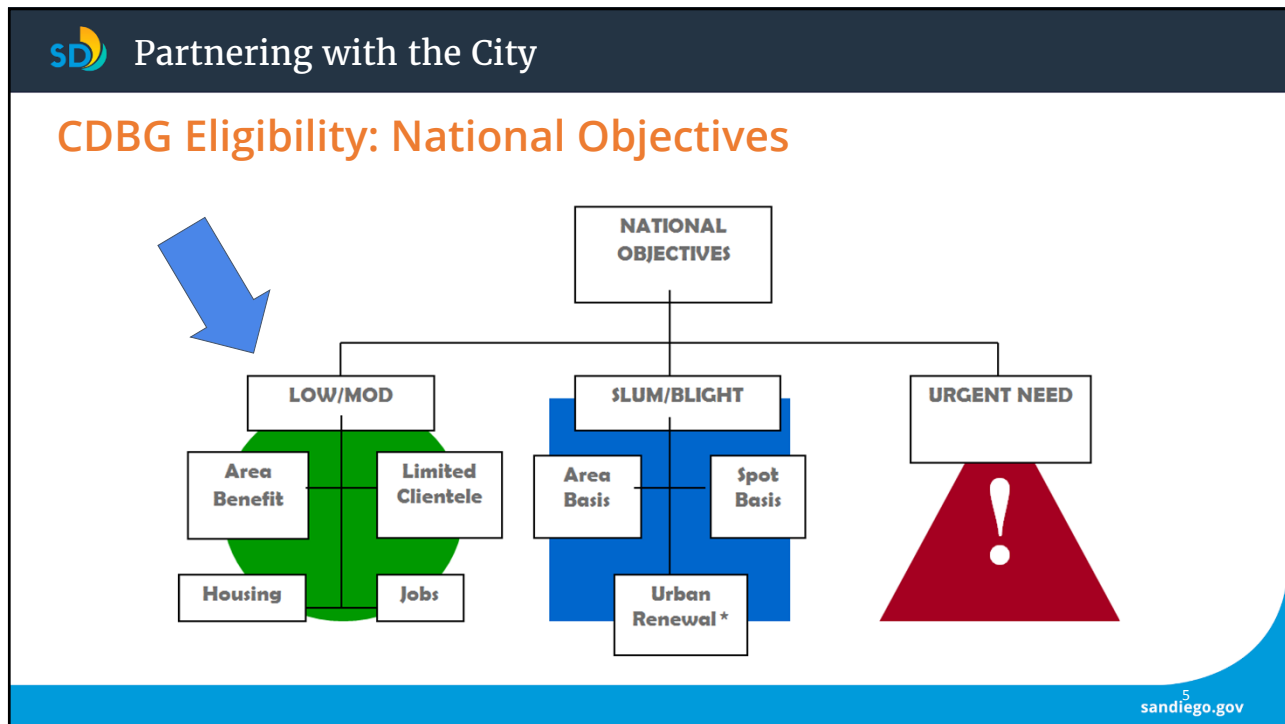 SD Partnering with the City
CDBG Eligibility: National Objectives
NATIONAL
OBJECTIVES
LOW/MOD
SLUM/BLIGHT
URGENT NEED
Area
Benefit
Limited
Clientele
Area
Basis
Spot
Basis
!
Housing
Jobs
Urban
Renewal*
5
sandiego.gov